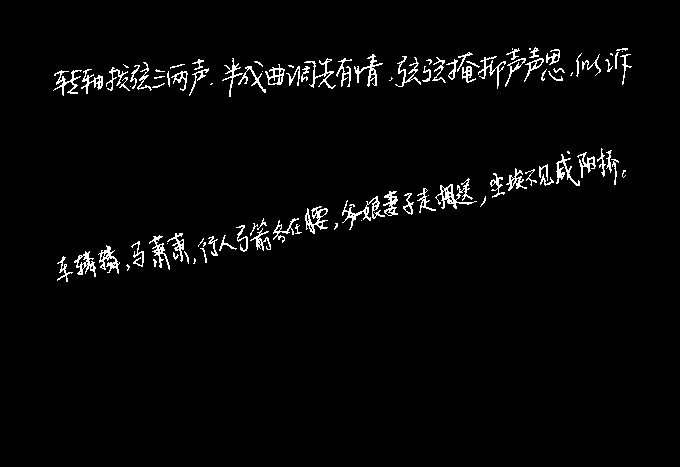 转轴拨弦三两声.半成曲调先有情.弦弦掩抑声声思.似诉
车辚辚,马萧萧,行人弓箭各在腰,爷娘妻子走相送,尘埃不见咸阳桥。